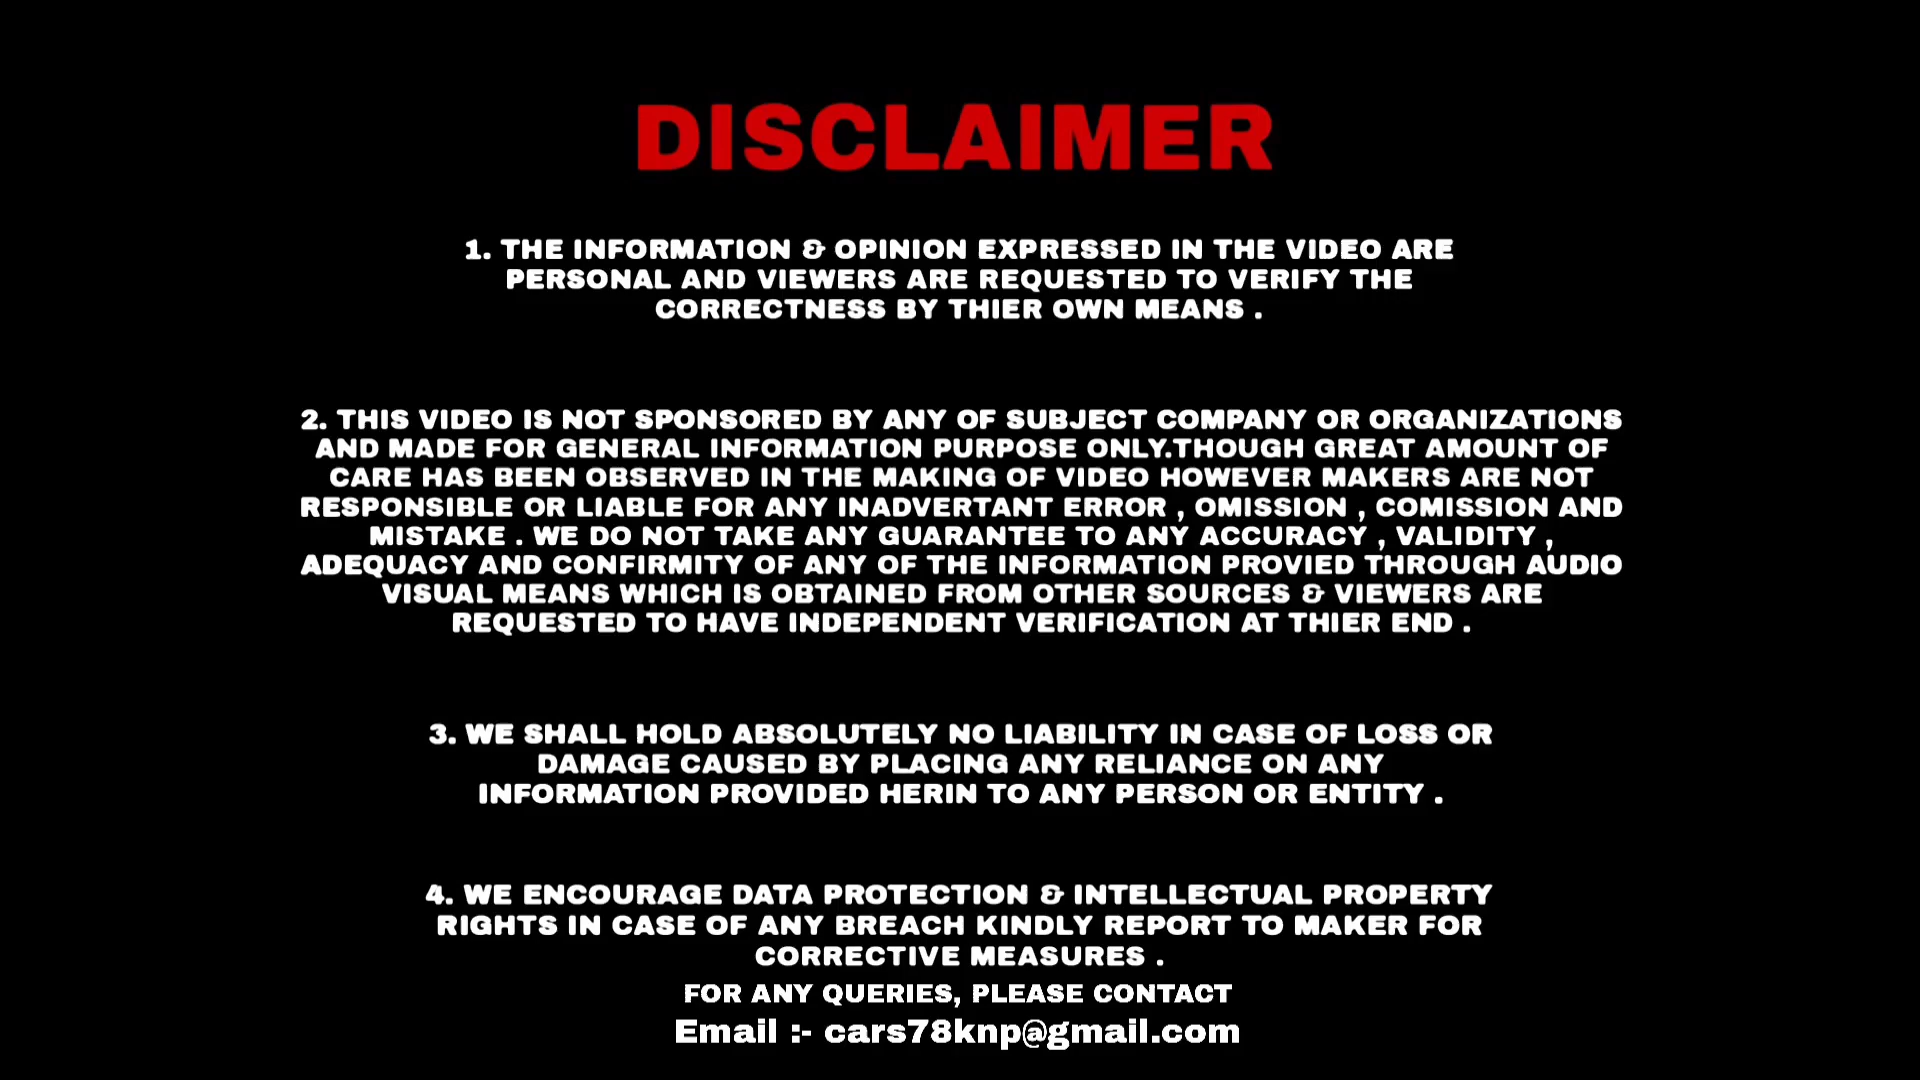 DISCLAIMER
1. THE INFORMATION & OPINION EXPRESSED IN THE VIDEO ARE
PERSONAL AND VIEWERS ARE REQUESTED TO VERIFY THE
CORRECTNESS BY THIER OWN MEANS .
2. THIS VIDEO IS NOT SPONSORED BY ANY OF SUBJECT COMPANY OR ORGANIZATIONS
AND MADE FOR GENERAL INFORMATION PURPOSE ONLY.THOUGH GREAT AMOUNT OF
CARE HAS BEEN OBSERVED IN THE MAKING OF VIDEO HOWEVER MAKERS ARE NOT
RESPONSIBLE OR LIABLE FOR ANY INADVERTANT ERROR , OMISSION , COMISSION AND
MISTAKE . WE DO NOT TAKE ANY GUARANTEE TO ANY ACCURACY , VALIDITY ,
ADEQUACY AND CONFIRMITY OF ANY OF THE INFORMATION PROVIED THROUGH AUDIO
VISUAL MEANS WHICH IS OBTAINED FROM OTHER SOURCES & VIEWERS ARE
REQUESTED TO HAVE INDEPENDENT VERIFICATION AT THIER END .
3. WE SHALL HOLD ABSOLUTELY NO LIABILITY IN CASE OF LOSS OR
DAMAGE CAUSED BY PLACING ANY RELIANCE ON ANY
INFORMATION PROVIDED HERIN TO ANY PERSON OR ENTITY .
4. WE ENCOURAGE DATA PROTECTION & INTELLECTUAL PROPERTY
RIGHTS IN CASE OF ANY BREACH KINDLY REPORT TO MAKER FOR
CORRECTIVE MEASURES .
FOR ANY QUERIES, PLEASE CONTACT
Email :- cars78knp@gmail.com